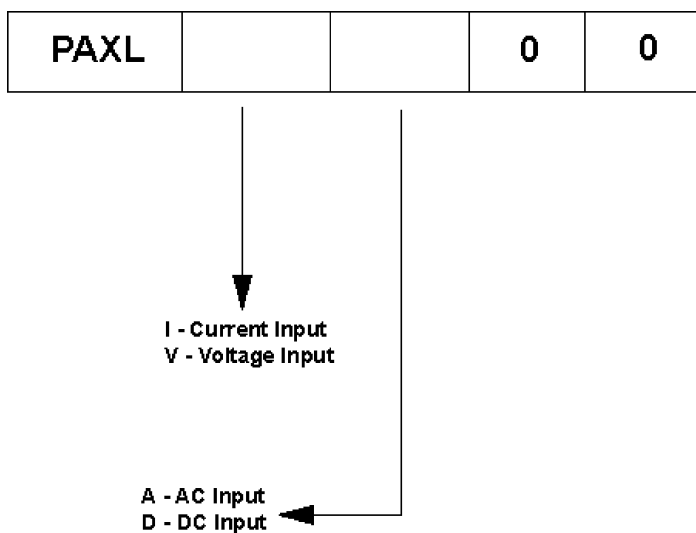 PAXL 0 0
I - Current Input
V - Voltage Input
A - AC Input
D - DC Input